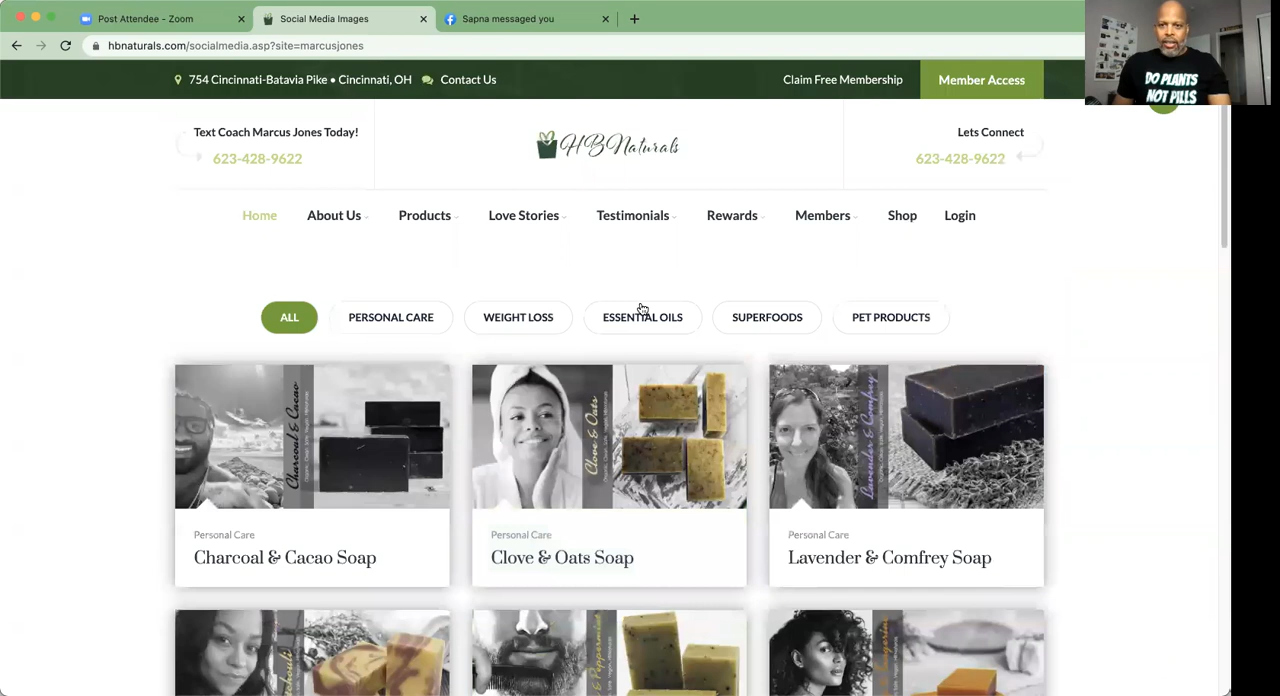 Post Attendee - Zoom
Social Media Images
Sapna messaged you
hbnaturals.com/socialmedia.asp?site=marcusjones
DO PLANTS
NOT PILLS
754 Cincinnati-Batavia Pike • Cincinnati, OH
Contact Us
Claim Free Membership
Member Access
Text Coach Marcus Jones Today!
623-428-9622
HBNaturals
Lets Connect
623-428-9622
Home
About Us
Products
Love Stories
Testimonials
Rewards
Members
Shop
Login
ALL
PERSONAL CARE
WEIGHT LOSS
ESSENTIAL OILS
SUPERFOODS
PET PRODUCTS
Charcoal & Cacao
Clove & Oats
Lavender & Comfrey
Personal Care
Charcoal & Cacao Soap
Personal Care
Clove & Oats Soap
Personal Care
Lavender & Comfrey Soap
& Peppermint